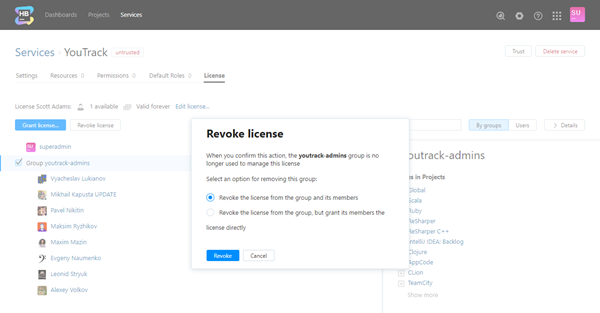 HB
Dashboards Projects Services
BU
Services › YouTrack untrusted
Trust Delete service
Settings Resources 0 Permissions 0 Default Roles 0 License
License Scott Adams: 1 available Valid forever Edit license...
Grant license... Revoke license
By groups Users > Details
BU superadmin
Group youtrack-admins
Vyacheslav Lukianov
Mikhail Kapusta UPDATE
Pavel Nikitin
Maksim Ryzhikov
Maxim Mazin
Evgeny Naumenko
Leonid Stryuk
Alexey Volkov
Revoke license
When you confirm this action, the youtrack-admins group is no
longer used to manage this license
Select an option for removing this group:
Revoke the license from the group and its members
Revoke the license from the group, but grant its members the
license directly
Revoke Cancel
outrack-admins
es in Projects
Global
Scala
Ruby
ReSharper
ReSharper C++
IntelliJ IDEA: Backlog
Clojure
AppCode
CLion
TeamCity
Show more